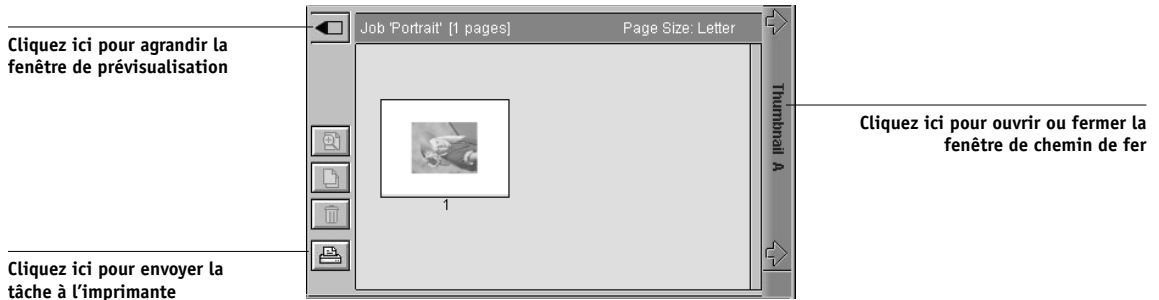 Cliquez ici pour agrandir la
fenêtre de prévisualisation
Job 'Portrait' [1 pages]
Page Size: Letter
Thumbnail A
1
Cliquez ici pour ouvrir ou fermer la
fenêtre de chemin de fer
Cliquez ici pour envoyer la
tâche à l'imprimante